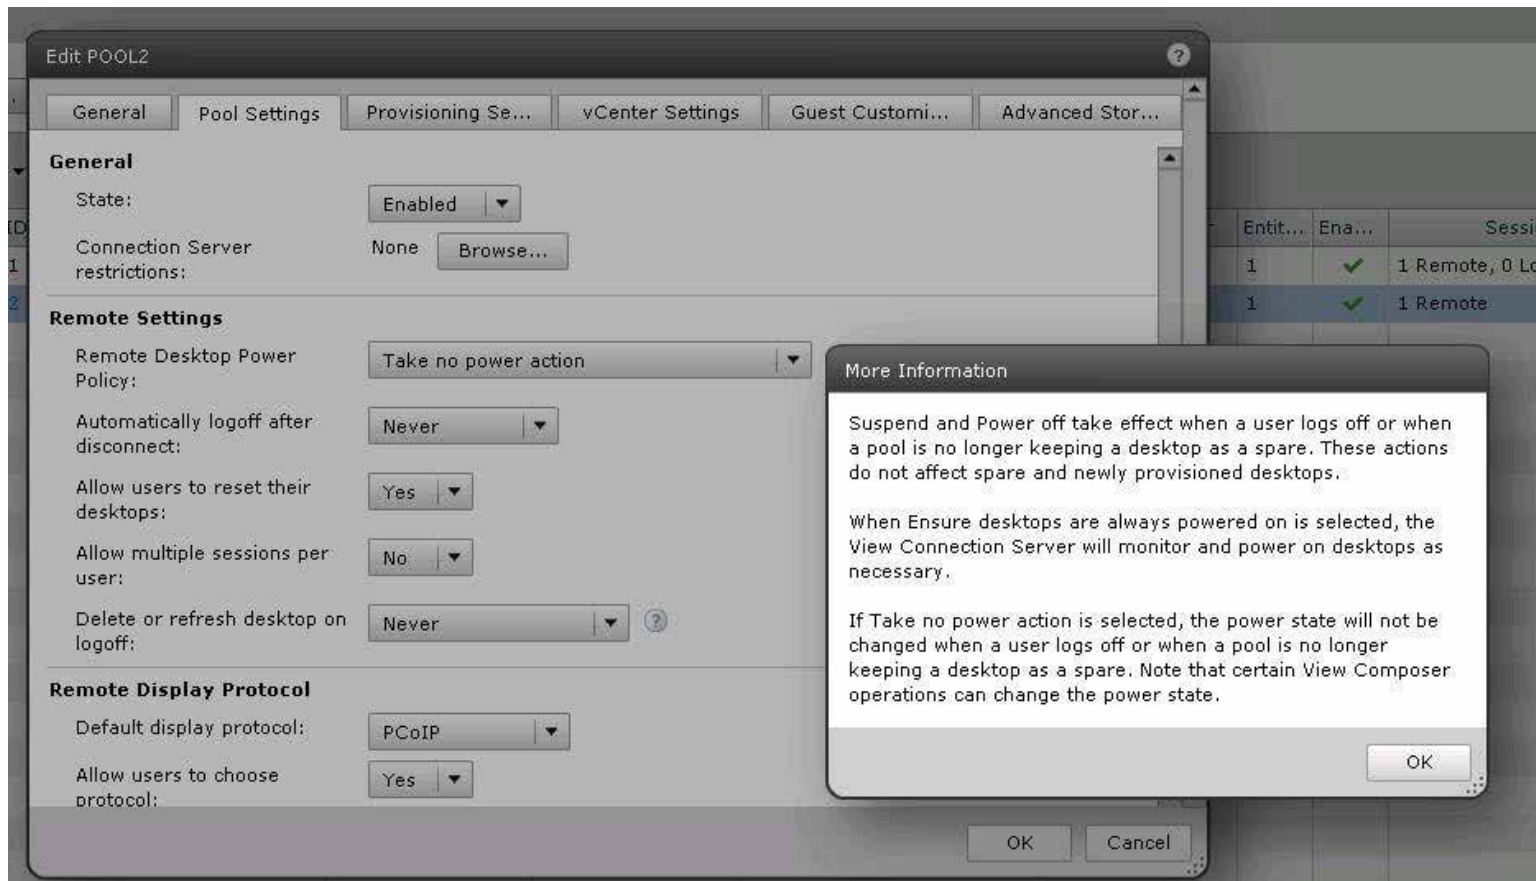 Edit POOL2
?
General
Pool Settings
Provisioning Se...
vCenter Settings
Guest Customi...
Advanced Stor...
General
State:
Enabled
Connection Server
restrictions:
None
Browse...
Remote Settings
Remote Desktop Power
Policy:
Take no power action
Automatically logoff after
disconnect:
Never
Allow users to reset their
desktops:
Yes
Allow multiple sessions per
user:
No
Delete or refresh desktop on
logoff:
Never
?
Remote Display Protocol
Default display protocol:
PCoIP
Allow users to choose
protocol:
Yes
OK
Cancel
ID
1
2
Entit...
Ena...
Sessi
1
1 Remote, 0 Lo
1
1 Remote
More Information
Suspend and Power off take effect when a user logs off or when
a pool is no longer keeping a desktop as a spare. These actions
do not affect spare and newly provisioned desktops.
When Ensure desktops are always powered on is selected, the
View Connection Server will monitor and power on desktops as
necessary.
If Take no power action is selected, the power state will not be
changed when a user logs off or when a pool is no longer
keeping a desktop as a spare. Note that certain View Composer
operations can change the power state.
OK